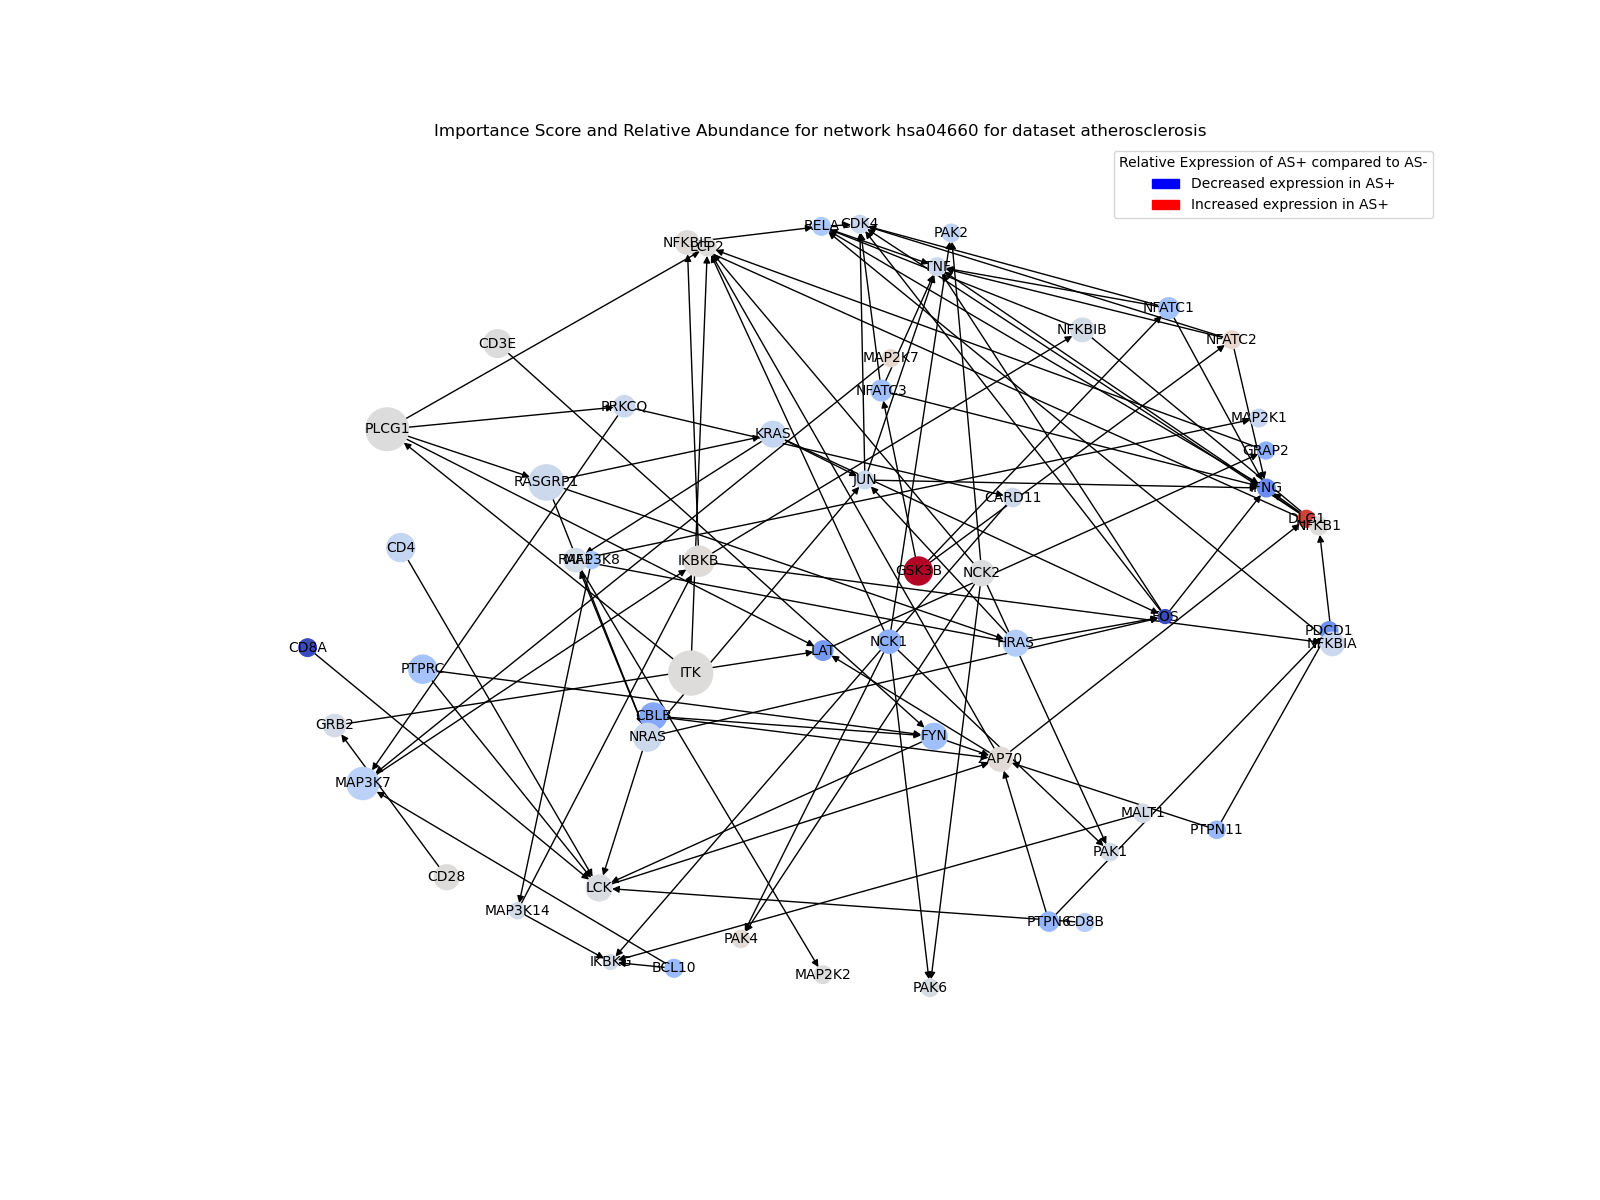 Importance Score and Relative Abundance for network hsa04660 for dataset atherosclerosis
Relative Expression of AS+ compared to AS-
Decreased expression in AS+
Increased expression in AS+
RELA
CDK4
PAK2
NFKBIE
LCP2
TNF
NFATC1
NFKBIB
NFATC2
CD3E
MAP2K7
NFATC3
PRKCQ
MAP2K1
PLCG1
KRAS
GRAP2
RASGRP1
JUN
IFNG
CARD11
DLG1
NFKB1
CD4
RAF1
MAP3K8
IKBKB
GSK3B
NCK2
FOS
PDCD1
NFKBIA
CD8A
NCK1
HRAS
LAT
PTPRC
ITK
CBLB
GRB2
NRAS
FYN
ZAP70
MAP3K7
MALT1
PTPN11
PAK1
CD28
LCK
MAP3K14
PTPN6
CD8B
PAK4
IKBKG
BCL10
MAP2K2
PAK6